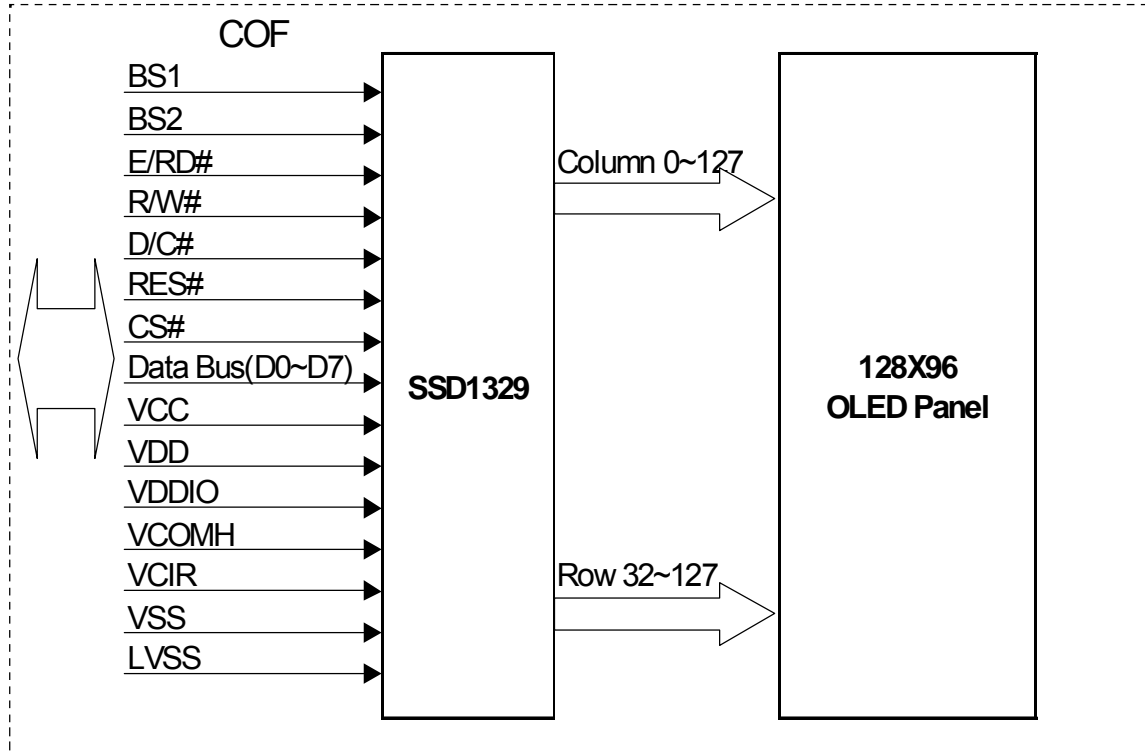 COF
BS1
BS2
E/RD#
R/W#
D/C#
RES#
CS#
Data Bus(D0~D7)
VCC
VDD
VDDIO
VCOMH
VCIR
VSS
LVSS
SSD1329
Column 0~127
Row 32~127
128X96
OLED Panel